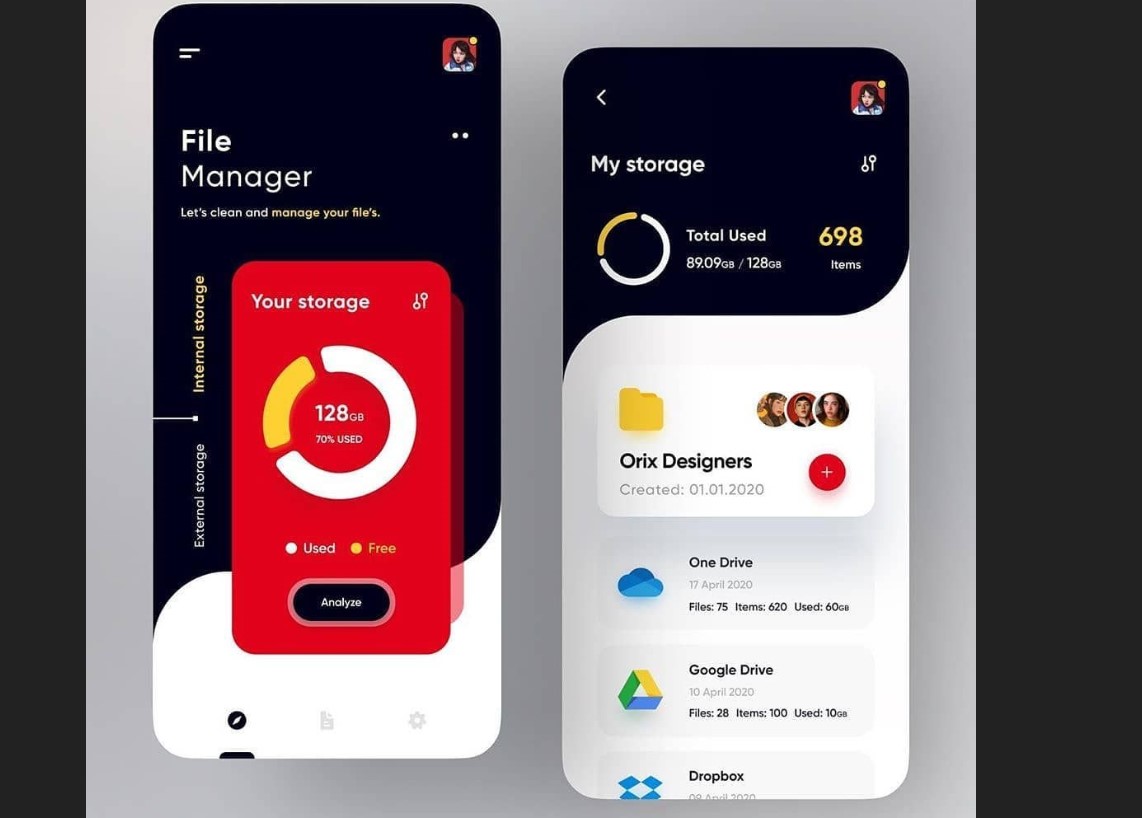 File
Manager
Let's clean and manage your file's.
Internal storage
External storage
Your storage
128GB
70% USED
Used Free
Analyze
My storage
Total Used
89.09GB / 128GB
698
Items
Orix Designers
Created: 01.01.2020
One Drive
17 April 2020
Files: 75 Items: 620 Used: 60GB
Google Drive
10 April 2020
Files: 28 Items: 100 Used: 10GB
Dropbox
09 April 2020